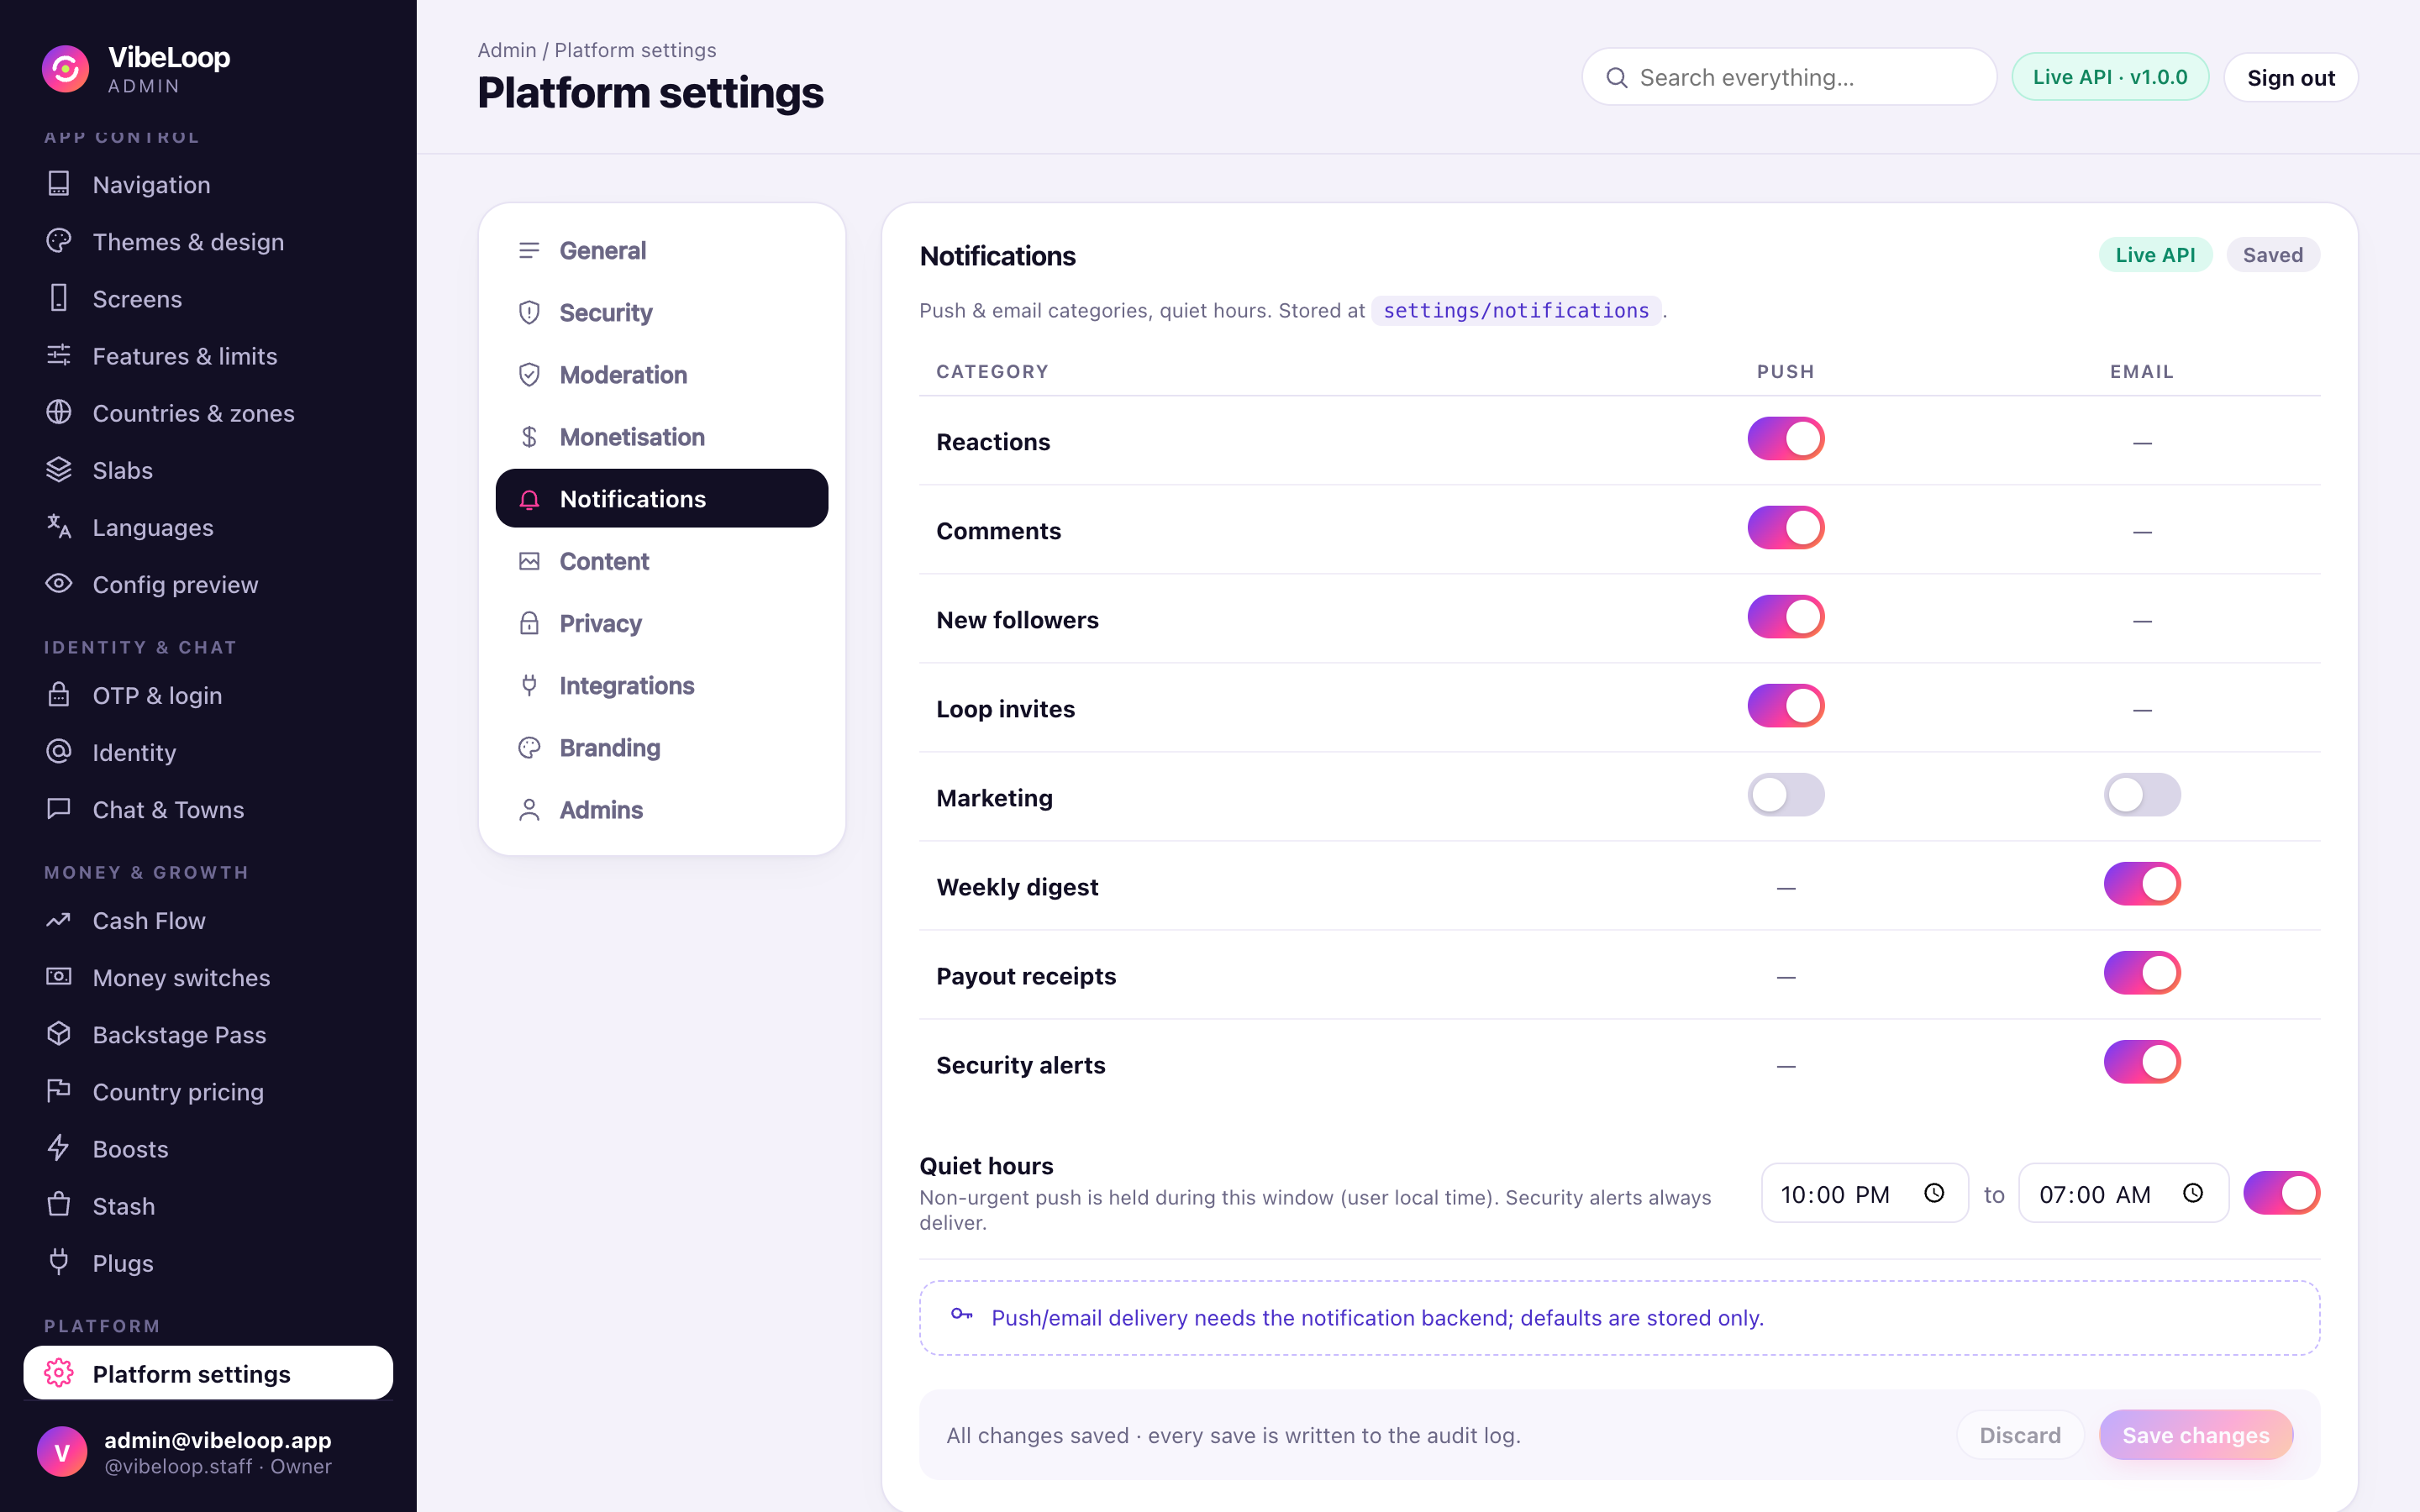 VibeLoop
ADMIN
APP CONTROL
Navigation
Themes & design
Screens
Features & limits
Countries & zones
Slabs
Languages
Config preview
IDENTITY & CHAT
OTP & login
Identity
Chat & Towns
MONEY & GROWTH
Cash Flow
Money switches
Backstage Pass
Country pricing
Boosts
Stash
Plugs
PLATFORM
Platform settings
V
admin@vibeloop.app
@vibeloop.staff · Owner
Admin / Platform settings
Platform settings
Search everything...
Live API · v1.0.0
Sign out
General
Security
Moderation
Monetisation
Notifications
Content
Privacy
Integrations
Branding
Admins
Notifications
Live API
Saved
Push & email categories, quiet hours. Stored at settings/notifications.
CATEGORY PUSH EMAIL
Reactions —
Comments —
New followers —
Loop invites —
Marketing
Weekly digest —
Payout receipts —
Security alerts —
Quiet hours
Non-urgent push is held during this window (user local time). Security alerts always
deliver.
10:00 PM to 07:00 AM
Push/email delivery needs the notification backend; defaults are stored only.
All changes saved · every save is written to the audit log.
Discard
Save changes